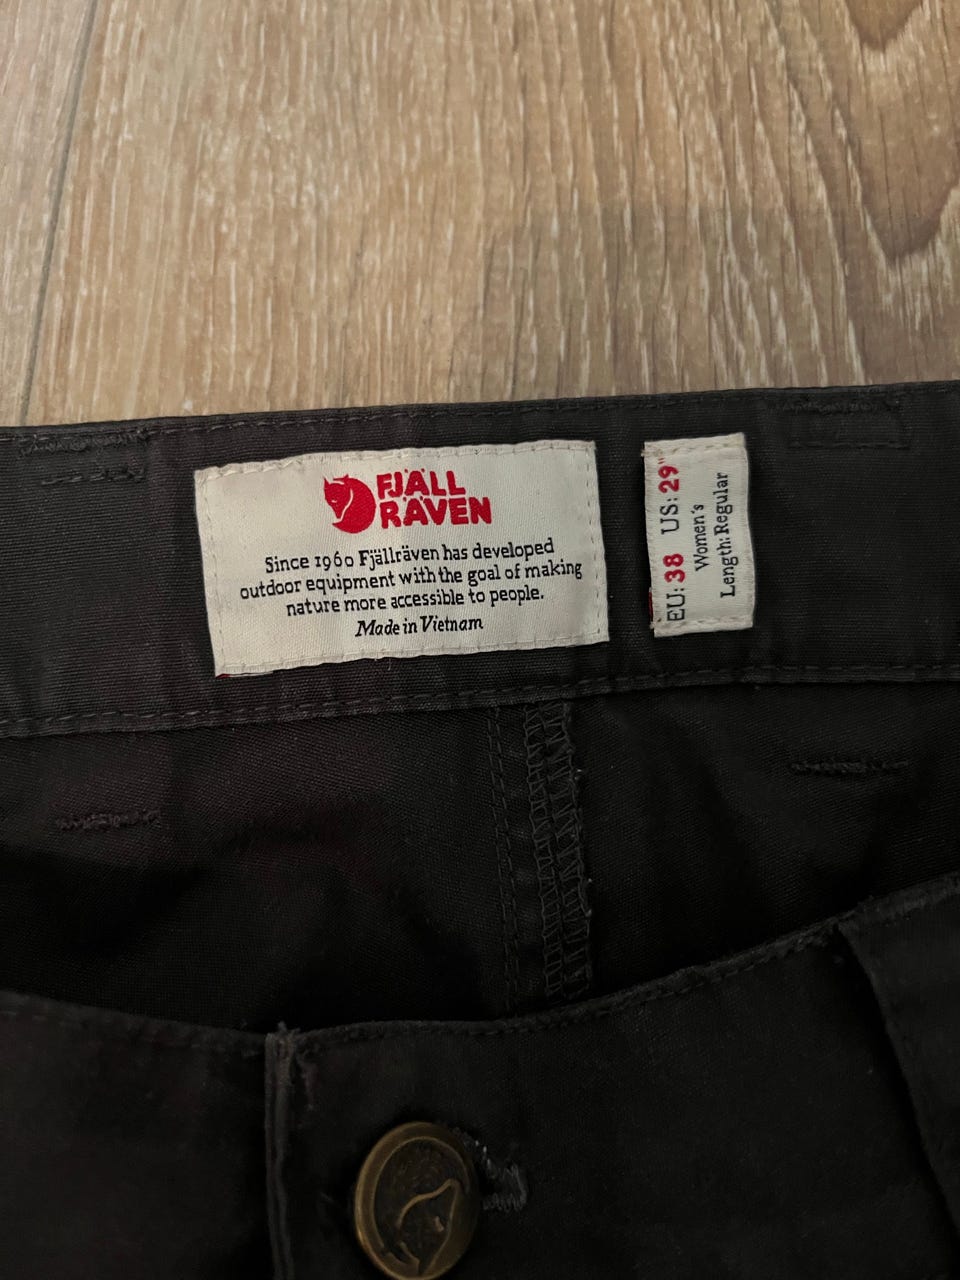 FJÄLL
RÄVEN
Since 1960 Fjällräven has developed
outdoor equipment with the goal of making
nature more accessible to people.
Made in Vietnam
EU: 38 US: 29"
Women's
Length: Regular